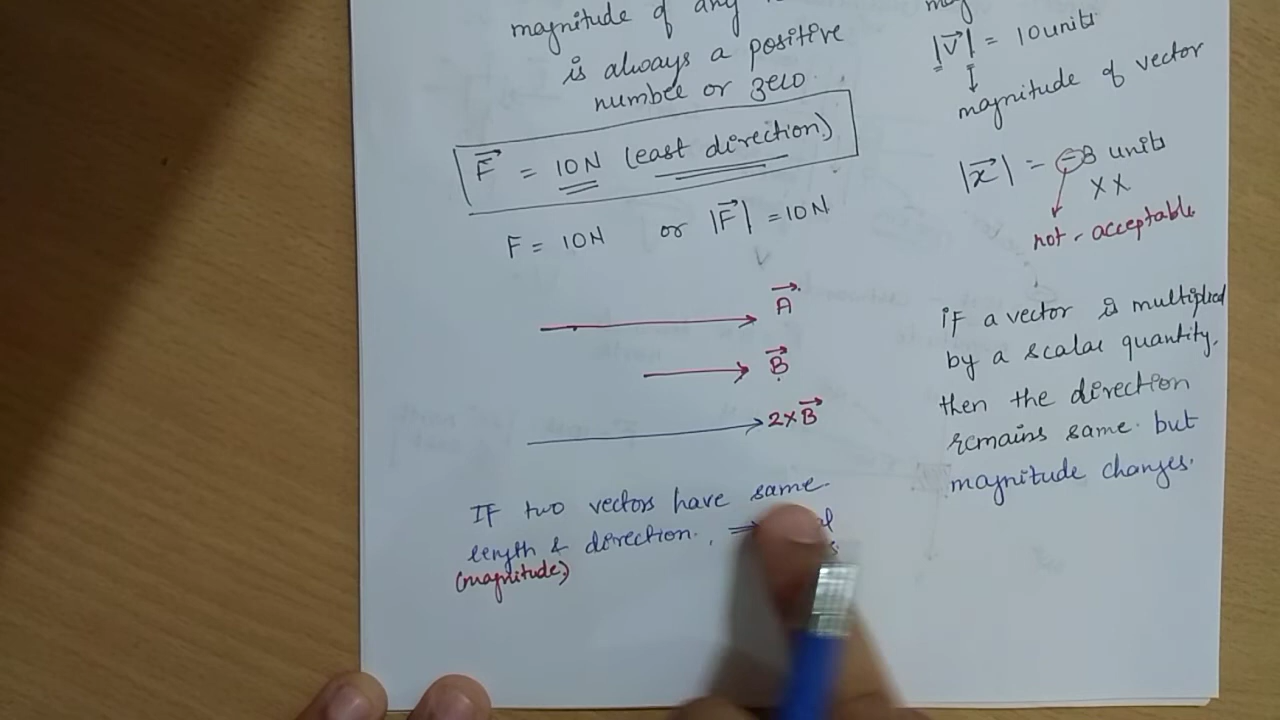 magnitude of any
is always a positive
number or zero.
F = 10N (east direction)
F = 10N or |F| = 10N
A
B
2×B
IF two vectors have same
length & direction. ⇒
(magnitude)
|V| = 10 units
magnitude of vector
|x| = -8 units
XX
not - acceptable
IF a vector is multiplied
by a scalar quantity,
then the direction
remains same but
magnitude changes.